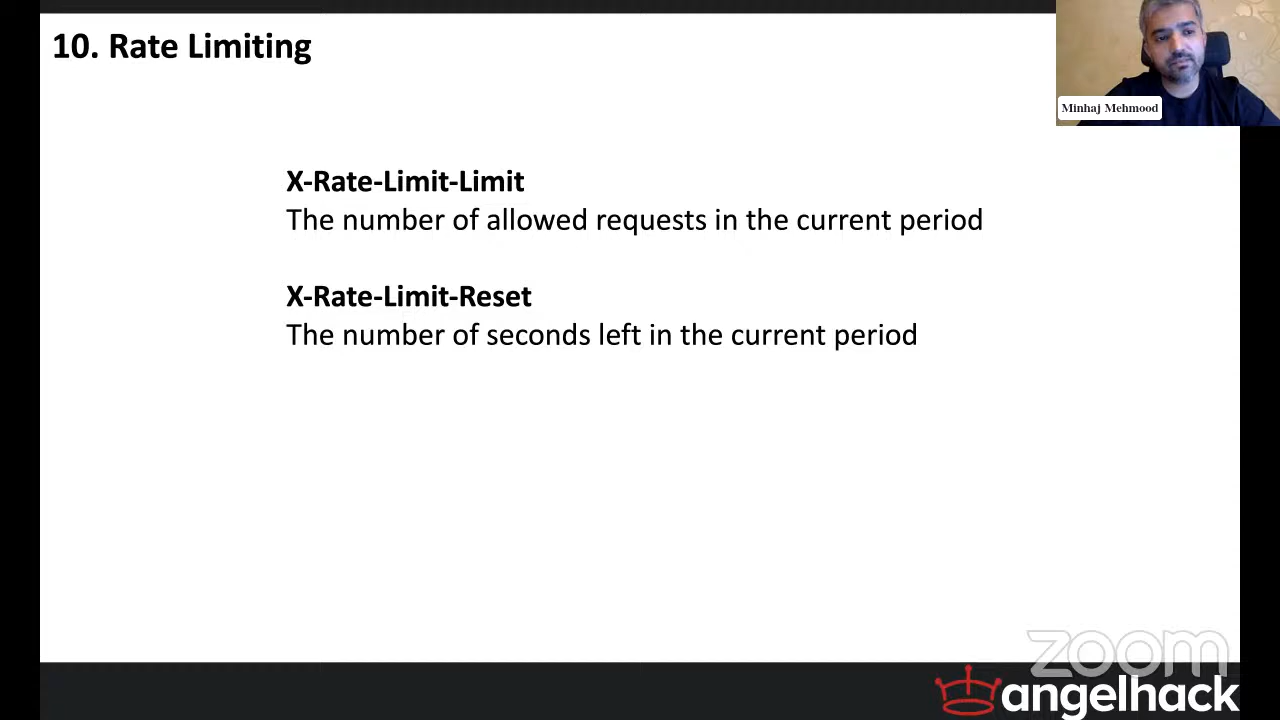 10. Rate Limiting
Minhaj Mehmood
X-Rate-Limit-Limit
The number of allowed requests in the current period
X-Rate-Limit-Reset
The number of seconds left in the current period
zoom
angelhack